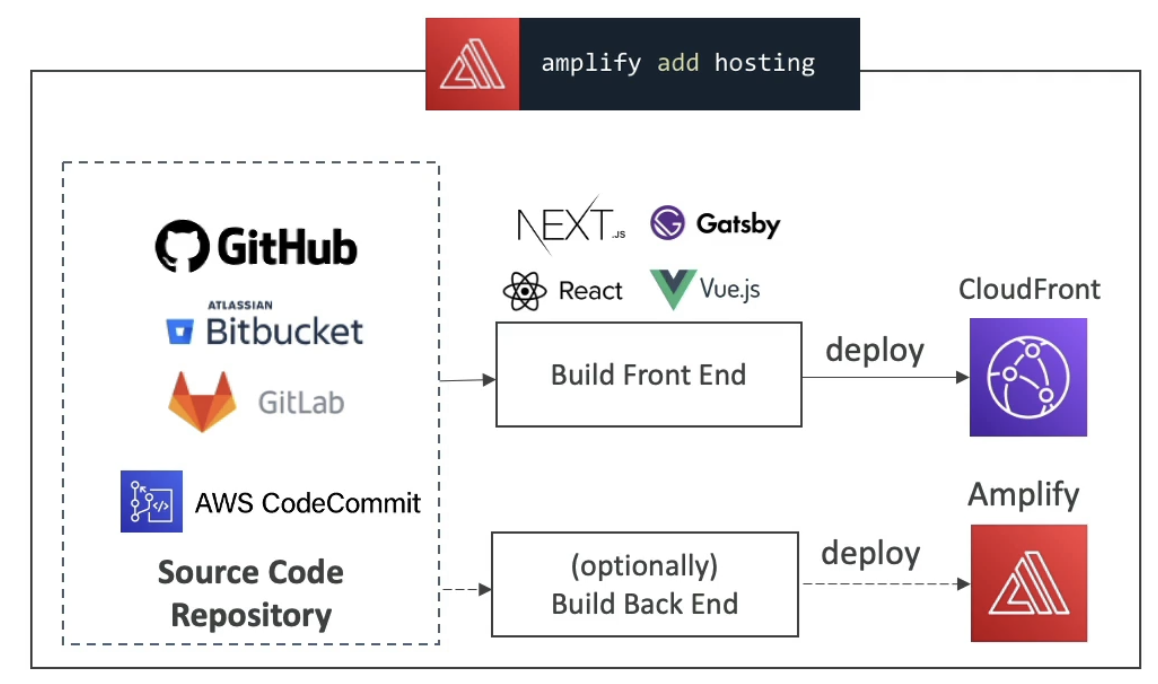 amplify add hosting
GitHub
ATLASSIAN
Bitbucket
GitLab
AWS CodeCommit
Source Code
Repository
NEXT.JS
Gatsby
React
Vue.js
Build Front End
deploy
CloudFront
(optionally)
Build Back End
deploy
Amplify